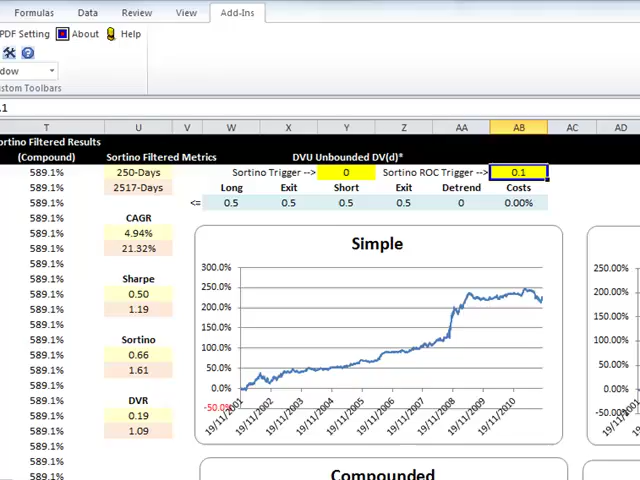 Formulas Data Review View Add-Ins
PDF Setting About Help
dow
stom Toolbars
.1
T U V W X Y Z AA AB AC AD
ortino Filtered Results
(Compound) Sortino Filtered Metrics DVU Unbounded DV(d)*
589.1% 250-Days Sortino Trigger --> 0 Sortino ROC Trigger --> 0.1
589.1% 2517-Days Long Exit Short Exit Detrend Costs
589.1% <= 0.5 0.5 0.5 0.5 0 0.00%
589.1% CAGR
589.1% 4.94%
589.1% 21.32%
589.1%
589.1% Sharpe
589.1% 0.50
589.1% 1.19
589.1%
589.1% Sortino
589.1% 0.66
589.1% 1.61
589.1%
589.1% DVR
589.1% 0.19
589.1% 1.09
589.1%
589.1%
589.1%
Simple
300.0%
250.0%
200.0%
150.0%
100.0%
50.0%
0.0%
-50.0%
19/11/2001 19/11/2002 19/11/2003 19/11/2004 19/11/2005 19/11/2006 19/11/2007 19/11/2008 19/11/2009 19/11/2010
250.00%
200.00%
150.00%
100.00%
50.00%
0.00%
-50.00%
19/11/2001
Compounded